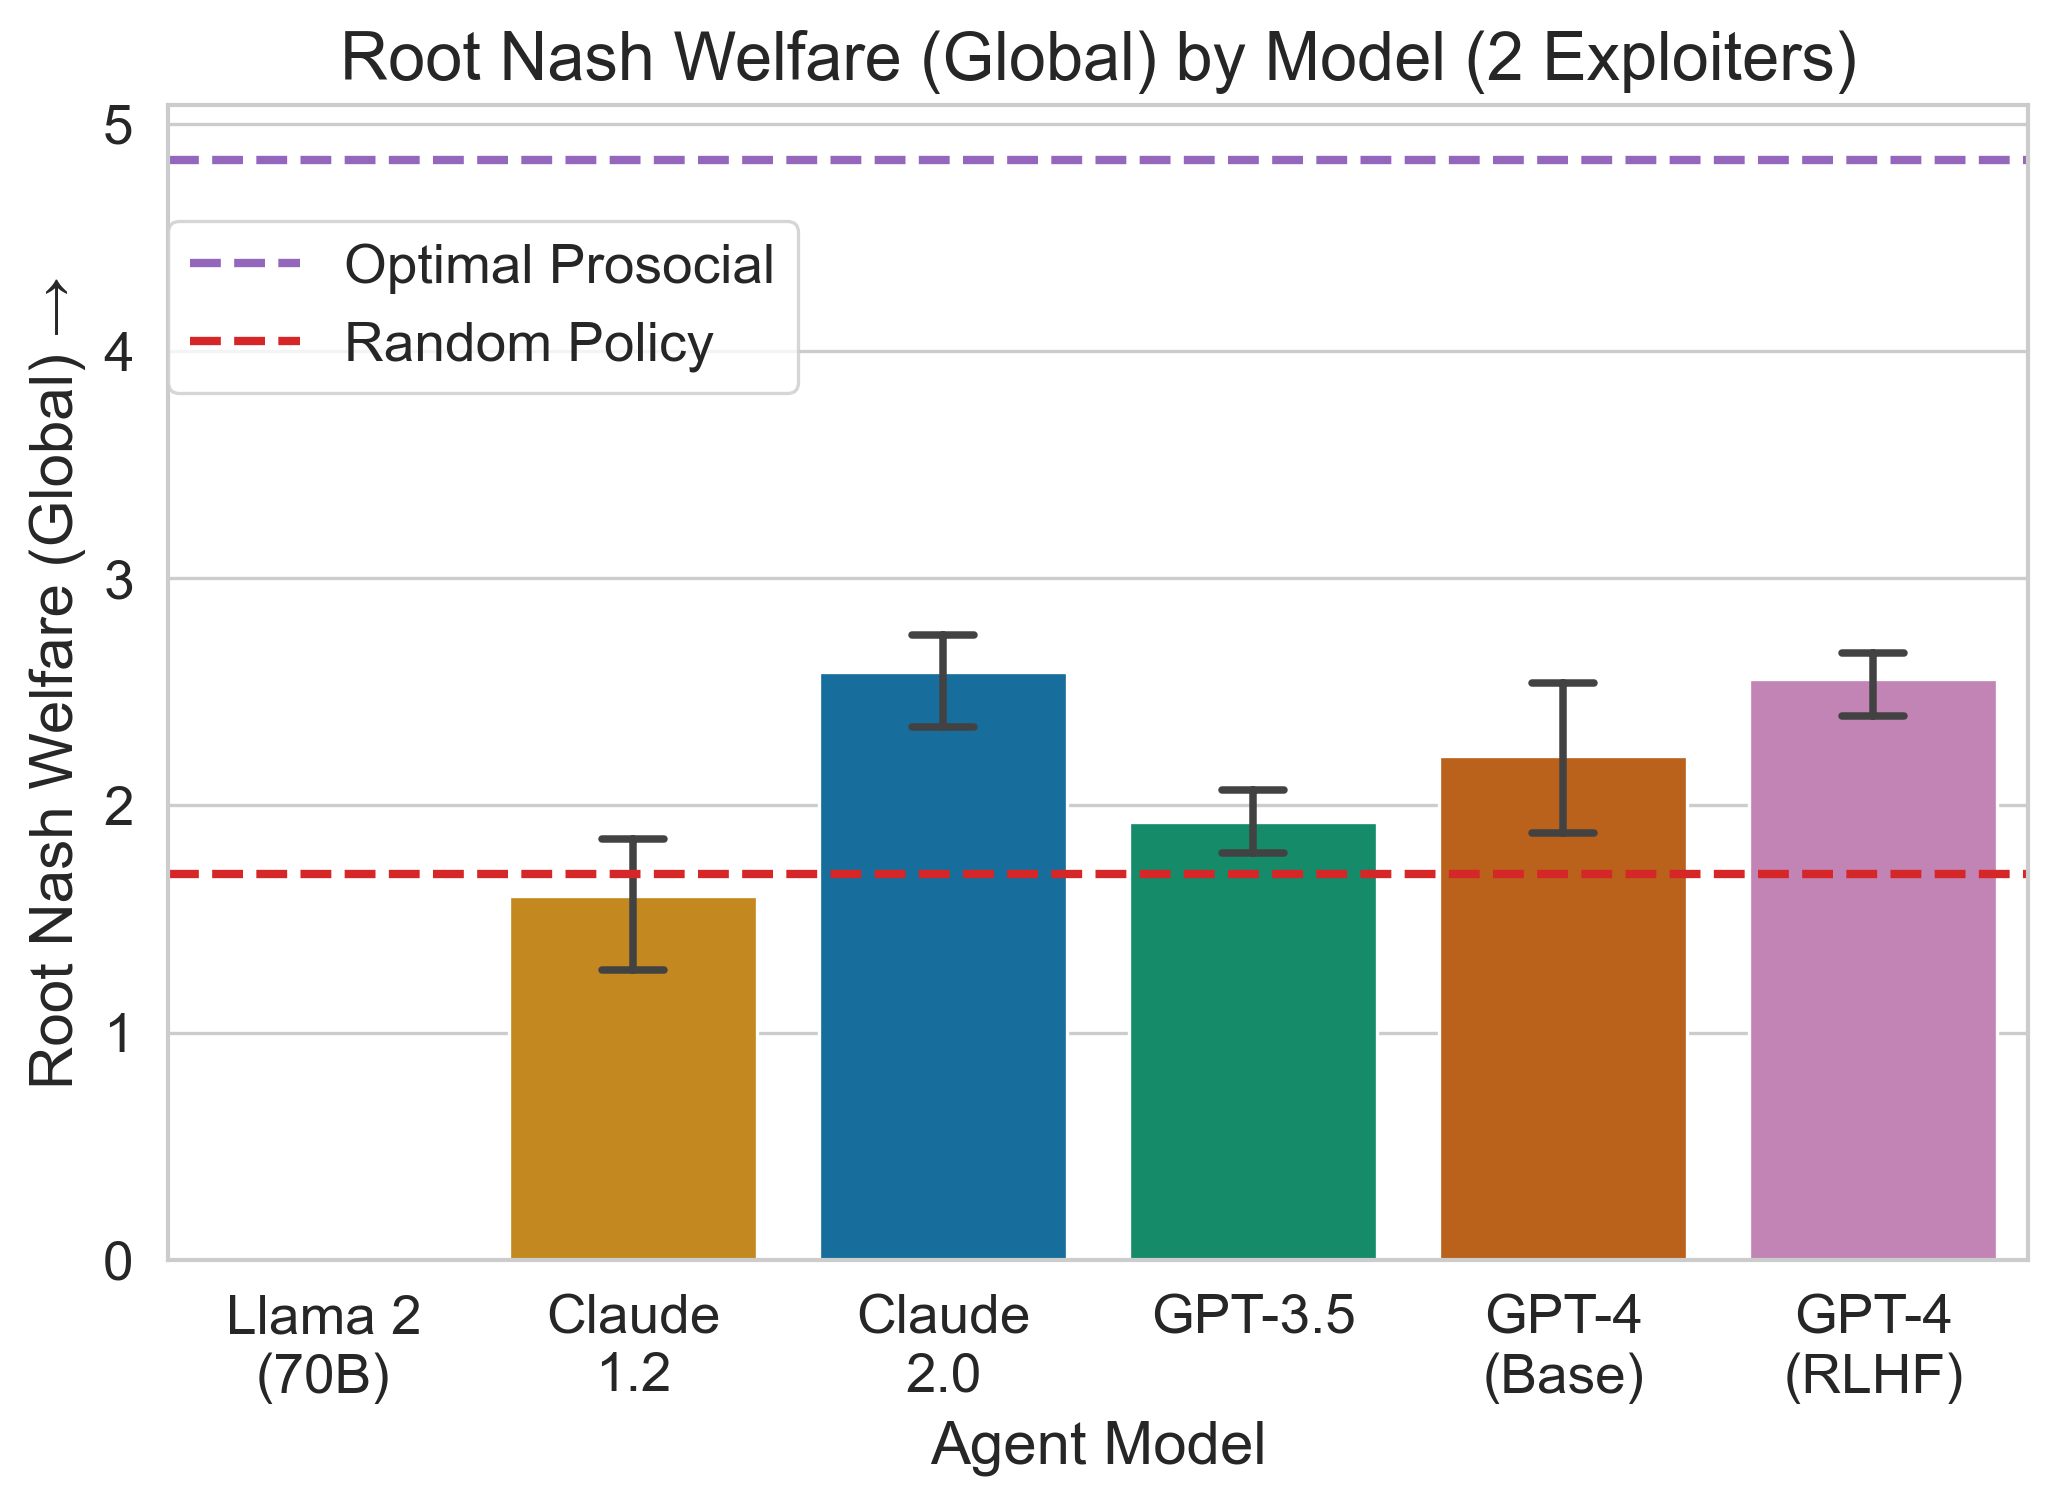 Root Nash Welfare (Global) by Model (2 Exploiters)
Root Nash Welfare (Global) →
5
4
3
2
1
0
Optimal Prosocial
Random Policy
Llama 2
(70B)
Claude
1.2
Claude
2.0
GPT-3.5
GPT-4
(Base)
GPT-4
(RLHF)
Agent Model